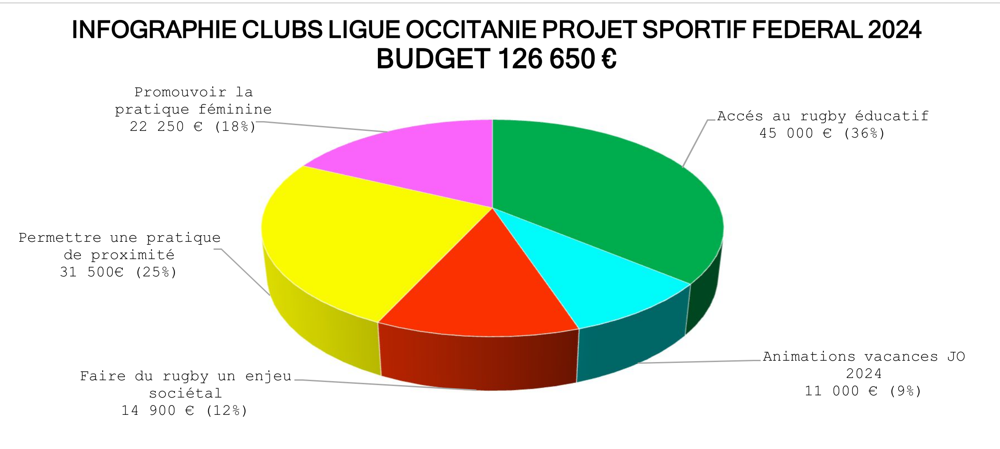 INFOGRAPHIE CLUBS LIGUE OCCITANIE PROJET SPORTIF FEDERAL 2024
BUDGET 126 650 €
Promouvoir la
pratique féminine
22 250 € (18%)
Accés au rugby éducatif
45 000 € (36%)
Permettre une pratique
de proximité
31 500€ (25%)
Animations vacances JO
2024
11 000 € (9%)
Faire du rugby un enjeu
sociétal
14 900 € (12%)